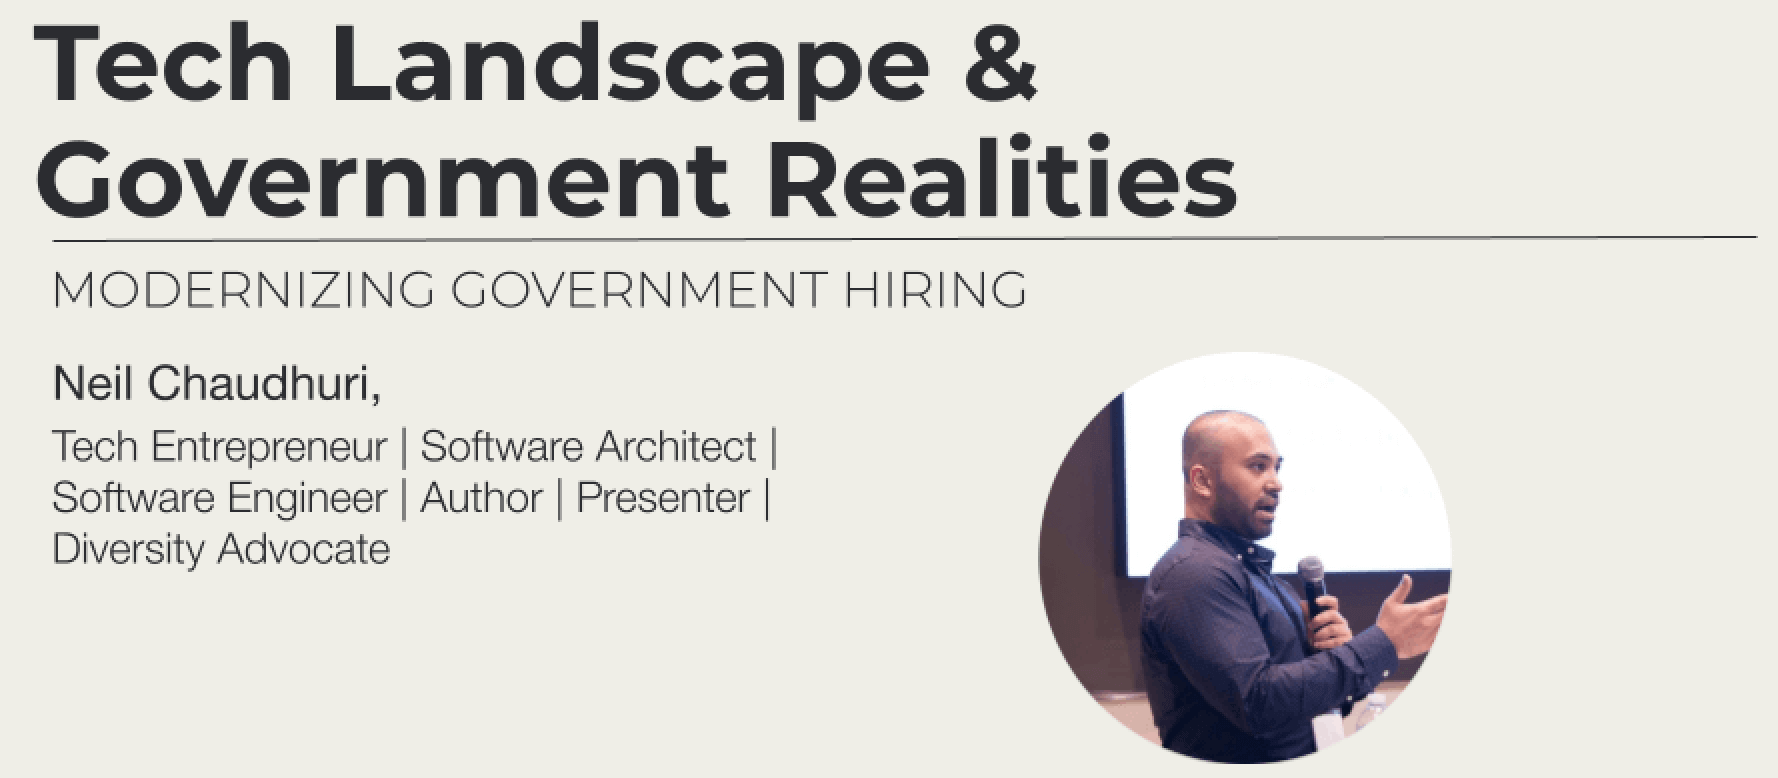 Tech Landscape &
Government Realities
MODERNIZING GOVERNMENT HIRING
Neil Chaudhuri,
Tech Entrepreneur | Software Architect |
Software Engineer | Author | Presenter |
Diversity Advocate